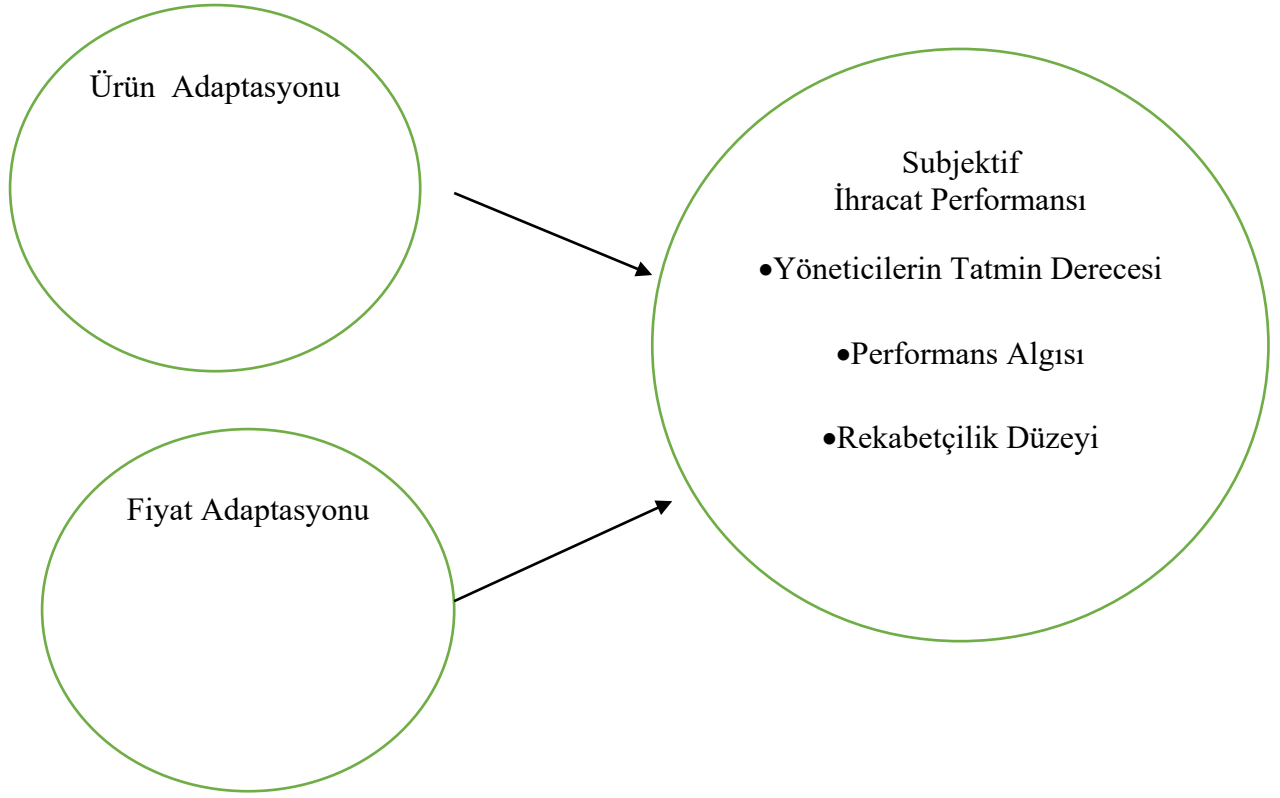 Ürün  Adaptasyonu
Fiyat Adaptasyonu
Subjektif
İhracat Performansı
•Yöneticilerin Tatmin Derecesi
•Performans Algısı
•Rekabetçilik Düzeyi